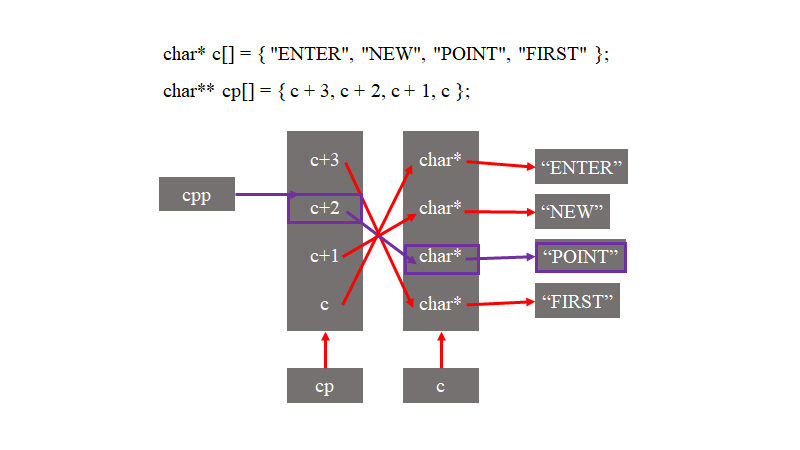 char* c[] = { "ENTER", "NEW", "POINT", "FIRST" };
char** cp[] = { c + 3, c + 2, c + 1, c };
c+3 char* “ENTER”
cpp
c+2 char* “NEW”
c+1 char* “POINT”
c char* “FIRST”
cp c